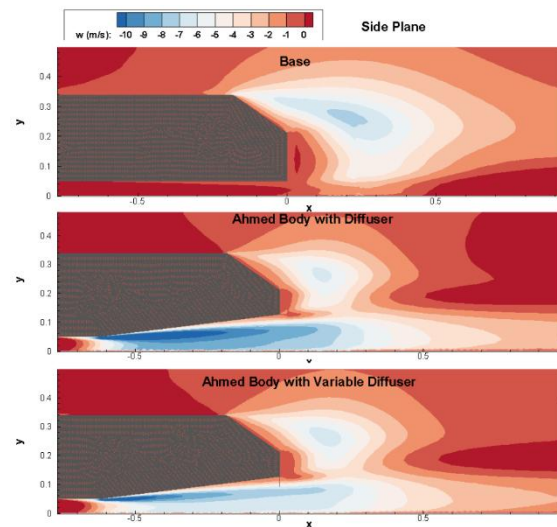 w (m/s): -10 -9 -8 -7 -6 -5 -4 -3 -2 -1 0
Side Plane
Base
0.4
0.3
y
0.2
0.1
0
-0.5 0 0.5
x
Ahmed Body with Diffuser
0.4
0.3
y
0.2
0.1
0
-0.5 0 0.5
Ahmed Body with Variable Diffuser
0.4
0.3
y
0.2
0.1
0
-0.5 0 0.5
x